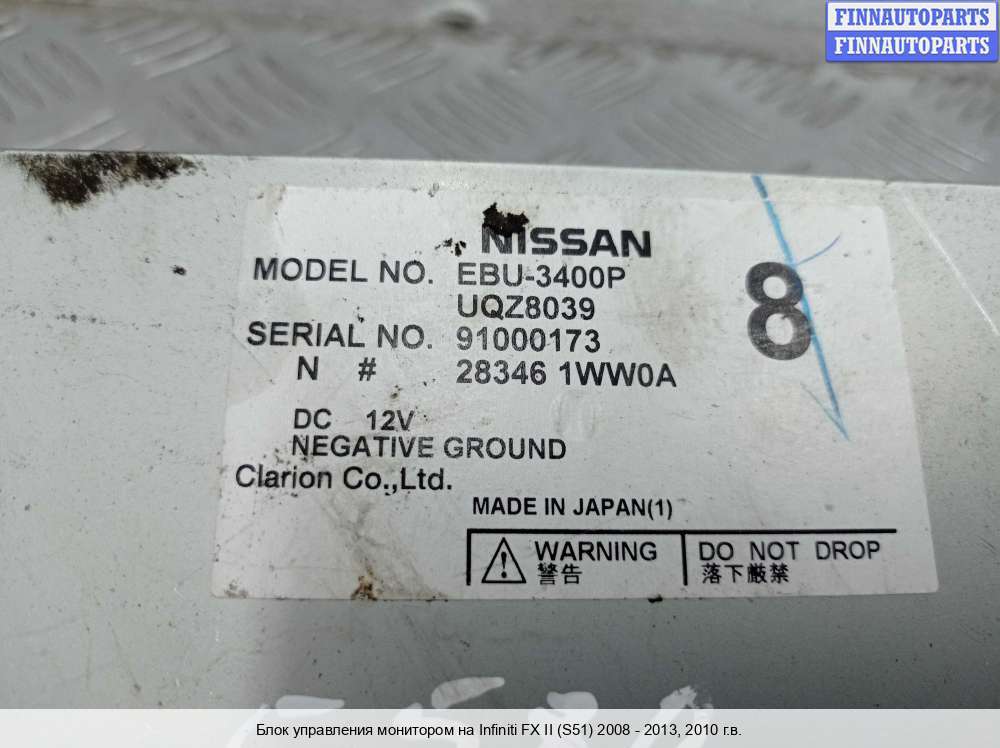 FINNAUTOPARTS
FINNAUTOPARTS
NISSAN
MODEL NO. EBU-3400P
UQZ8039
8
SERIAL NO. 91000173
N # 28346 1WW0A
DC 12V
NEGATIVE GROUND
Clarion Co.,Ltd.
MADE IN JAPAN(1)
WARNING
警告
DO NOT DROP
落下厳禁
Блок управления монитором на Infiniti FX II (S51) 2008 - 2013, 2010 г.в.